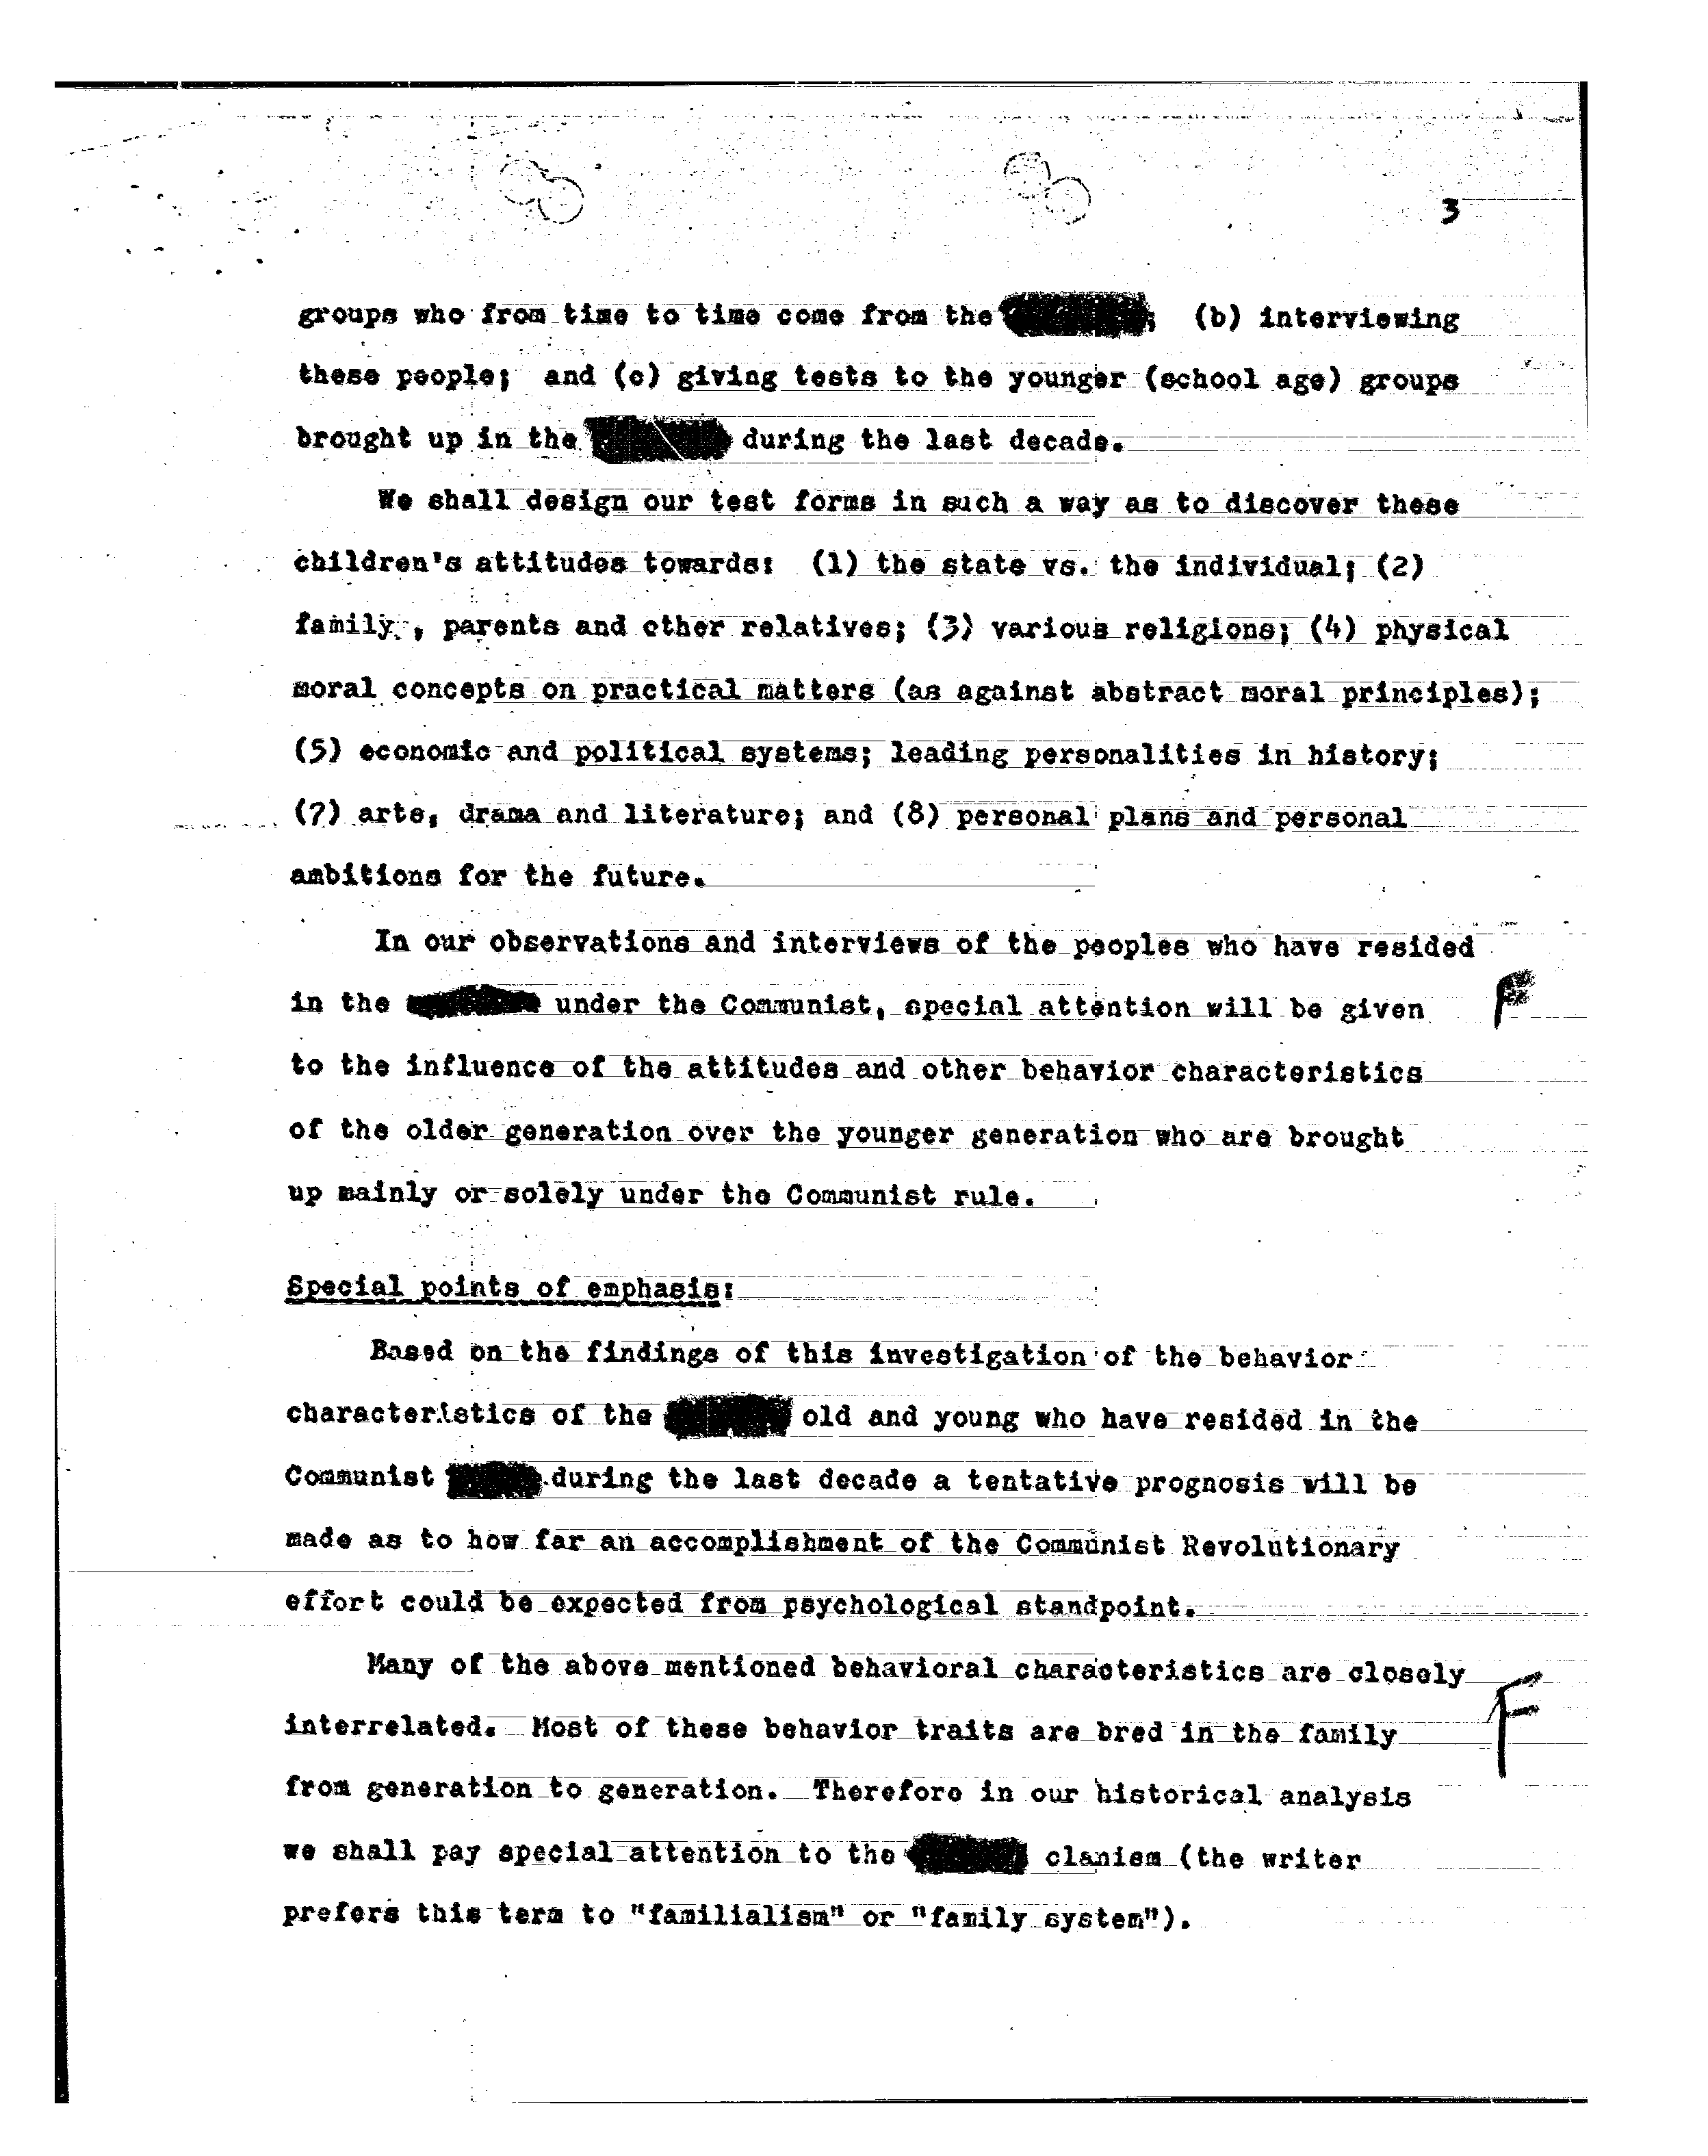 3
groups who from time to time come from the ; (b) interviewing
these people; and (c) giving tests to the younger (school age) groups
brought up in the during the last decade.
We shall design our test forms in such a way as to discover these
children's attitudes towards: (1) the state vs. the individual; (2)
family, parents and other relatives; (3) various religions; (4) physical
moral concepts on practical matters (as against abstract moral principles);
(5) economic and political systems; leading personalities in history;
(7) arts, drama and literature; and (8) personal plans and personal
ambitions for the future.
In our observations and interviews of the peoples who have resided
in the under the Communist, special attention will be given
F
to the influence of the attitudes and other behavior characteristics
of the older generation over the younger generation who are brought
up mainly or solely under the Communist rule.
Special points of emphasis:
Based on the findings of this investigation of the behavior
characteristics of the old and young who have resided in the
Communist during the last decade a tentative prognosis will be
made as to how far an accomplishment of the Communist Revolutionary
effort could be expected from psychological standpoint.
Many of the above mentioned behavioral characteristics are closely
interrelated. Most of these behavior traits are bred in the family
F
from generation to generation. Therefore in our historical analysis
we shall pay special attention to the clanism (the writer
prefers this term to "familialism" or "family system").